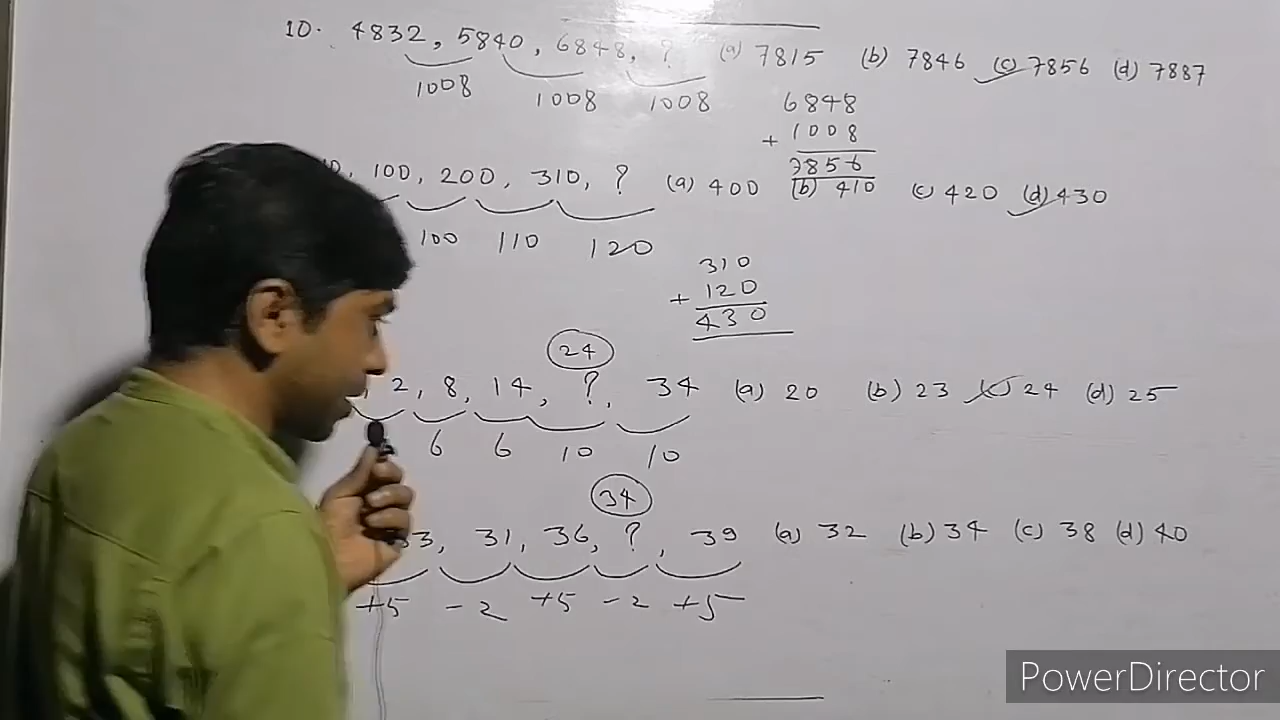 10. 4832, 5840, 6848, ? (a) 7815 (b) 7846 (c) 7856 (d) 7887
1008 1008 1008
6848
+ 1008
7856
100, 200, 310, ? (a) 400 (b) 410 (c) 420 (d) 430
100 110 120
310
+ 120
430
24
, 2, 8, 14, ?, 34 (a) 20 (b) 23 (c) 24 (d) 25
6 6 10 10
34
33, 31, 36, ?, 39 (a) 32 (b) 34 (c) 38 (d) 40
+5 -2 +5 -2 +5
PowerDirector